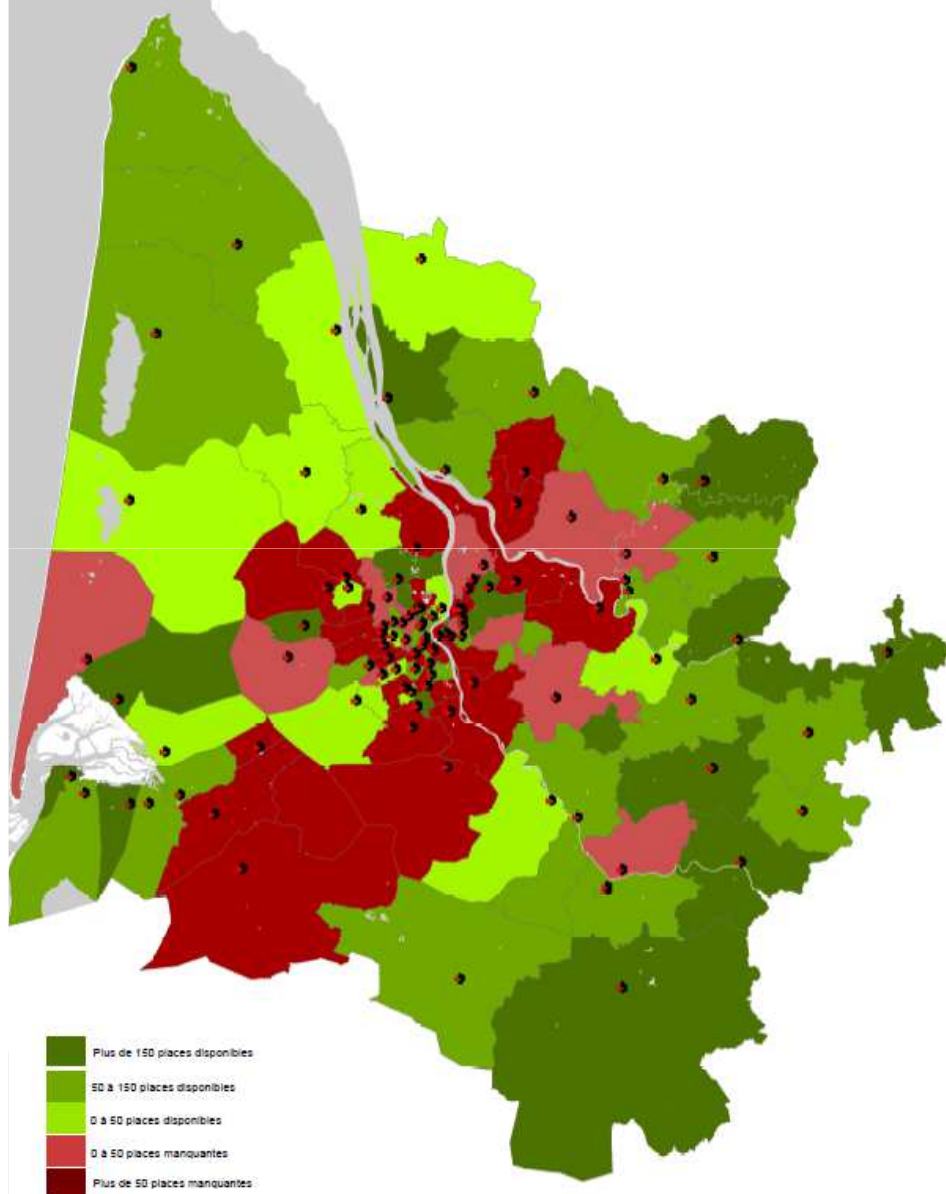 Plus de 150 places disponibles
50 à 150 places disponibles
0 à 50 places disponibles
0 à 50 places manquantes
Plus de 50 places manquantes